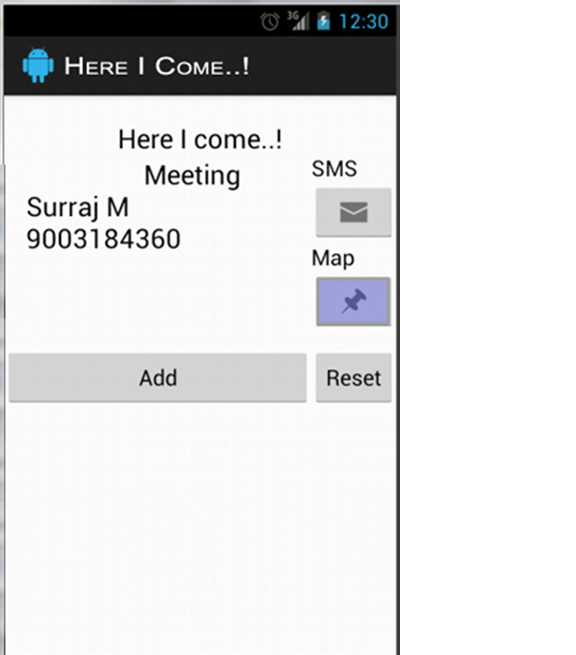 3G 12:30
HERE I COME..!
Here I come..!
Meeting
SMS
Surraj M
9003184360
Map
Add
Reset